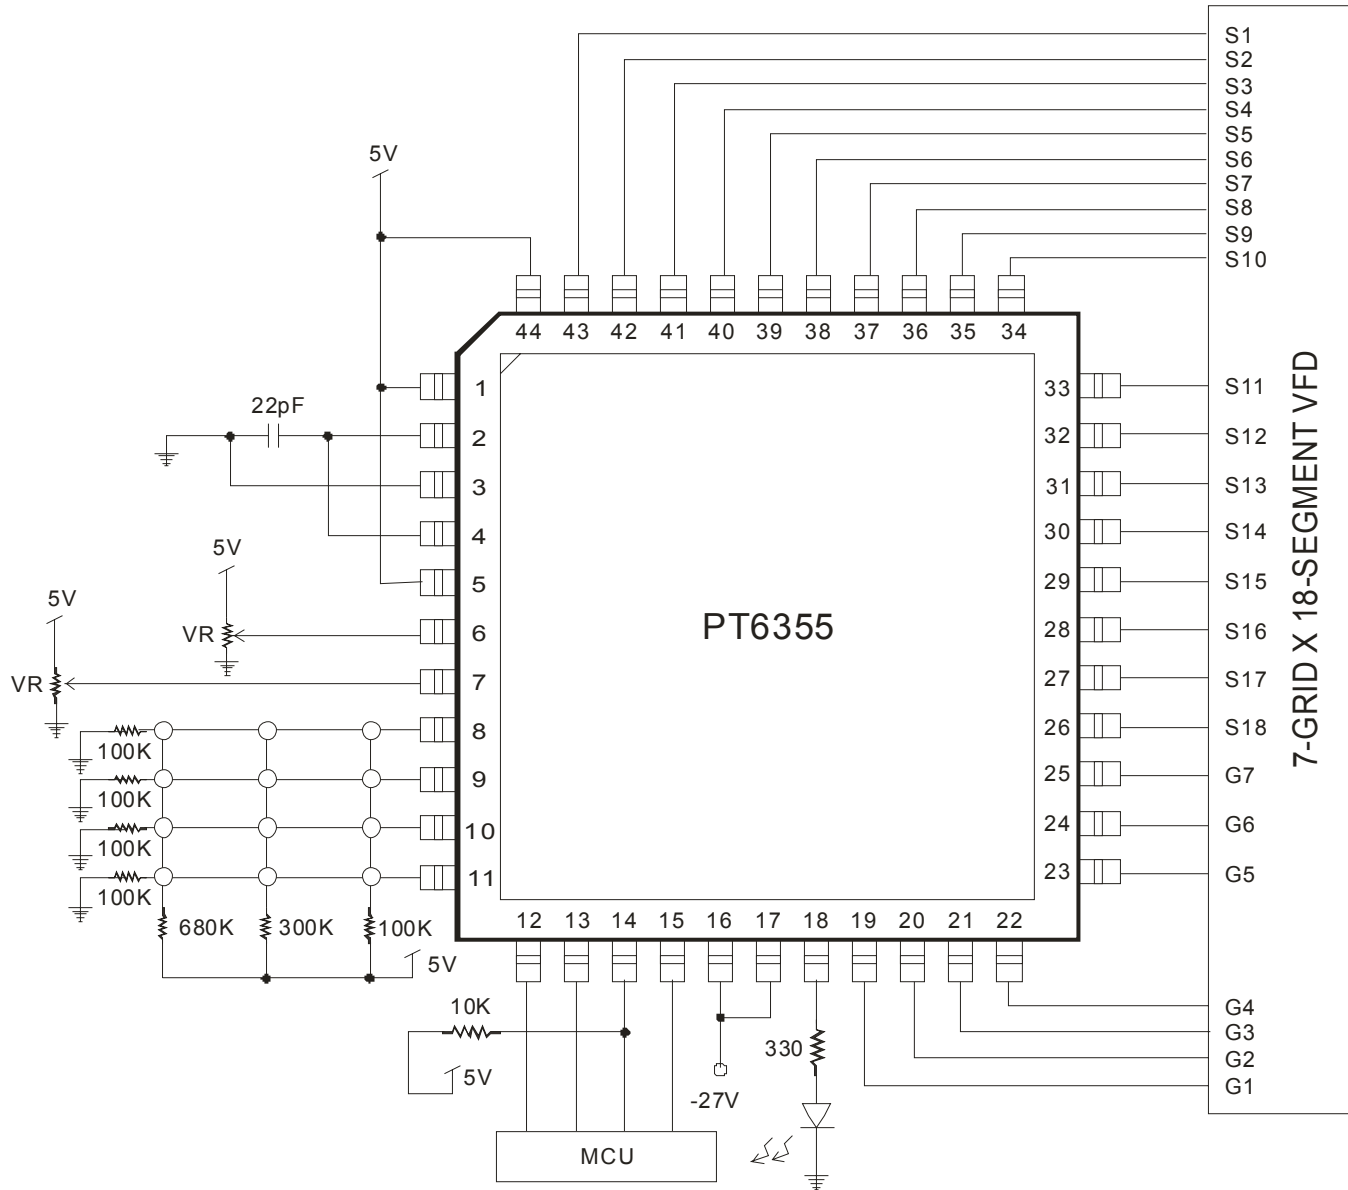 S1
S2
S3
S4
S5
S6
S7
S8
S9
S10
5V
44 43 42 41 40 39 38 37 36 35 34
1
2
3
4
5
6
7
8
9
10
11
22pF
5V
VR
5V
VR
PT6355
33
32
31
30
29
28
27
26
25
24
23
S11
S12
S13
S14
S15
S16
S17
S18
G7
G6
G5
7-GRID X 18-SEGMENT VFD
100K
100K
100K
100K
680K 300K 100K
5V
12 13 14 15 16 17 18 19 20 21 22
10K
5V
-27V
330
G4
G3
G2
G1
MCU